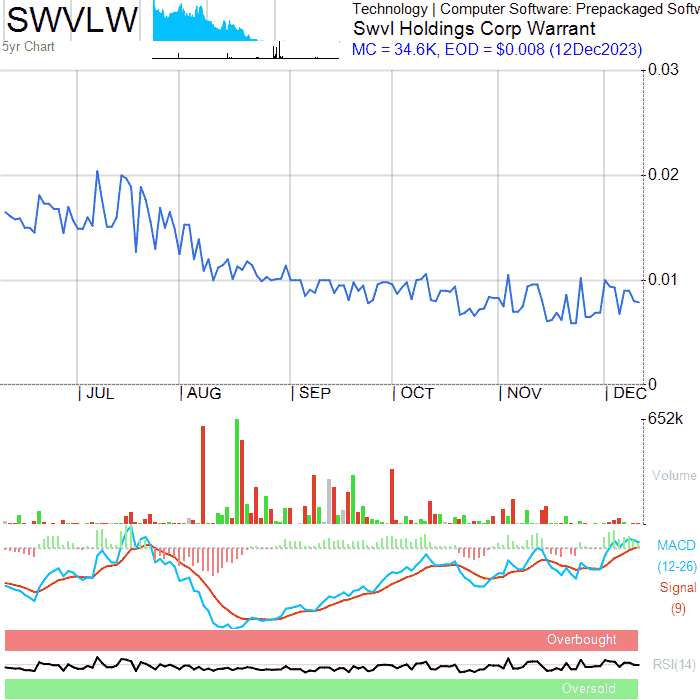 SWVLW
5yr Chart
Technology | Computer Software: Prepackaged Softw
Swvl Holdings Corp Warrant
MC = 34.6K, EOD = $0.008 (12Dec2023)
0.03
0.02
0.01
0
JUL AUG SEP OCT NOV DEC
652k
Volume
MACD
(12-26)
Signal
(9)
Overbought
RSI(14)
Oversold